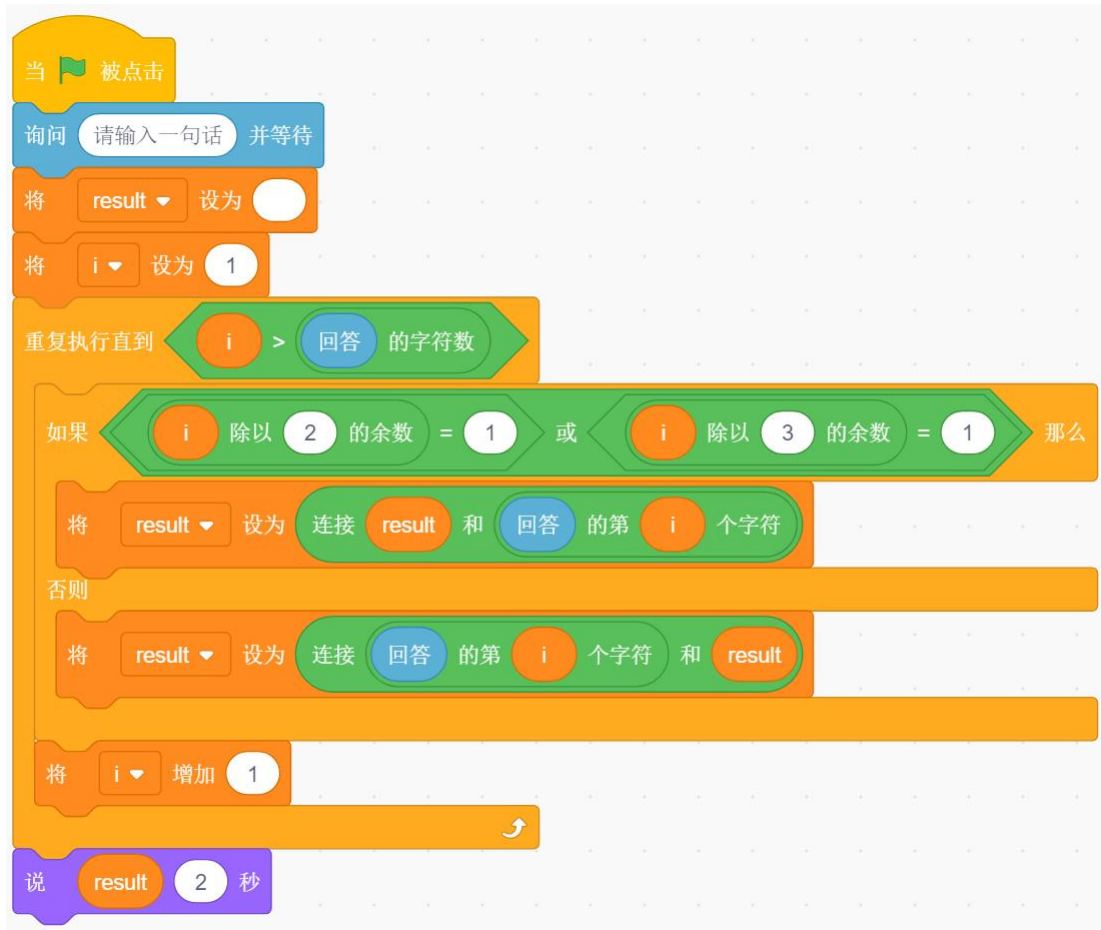 当 被点击
询问 请输入一句话 并等待
将 result 设为
将 i 设为 1
重复执行直到 i > 回答 的字符数
如果 i 除以 2 的余数 = 1 或 i 除以 3 的余数 = 1 那么
将 result 设为 连接 result 和 回答 的第 i 个字符
否则
将 result 设为 连接 回答 的第 i 个字符 和 result
将 i 增加 1
说 result 2 秒